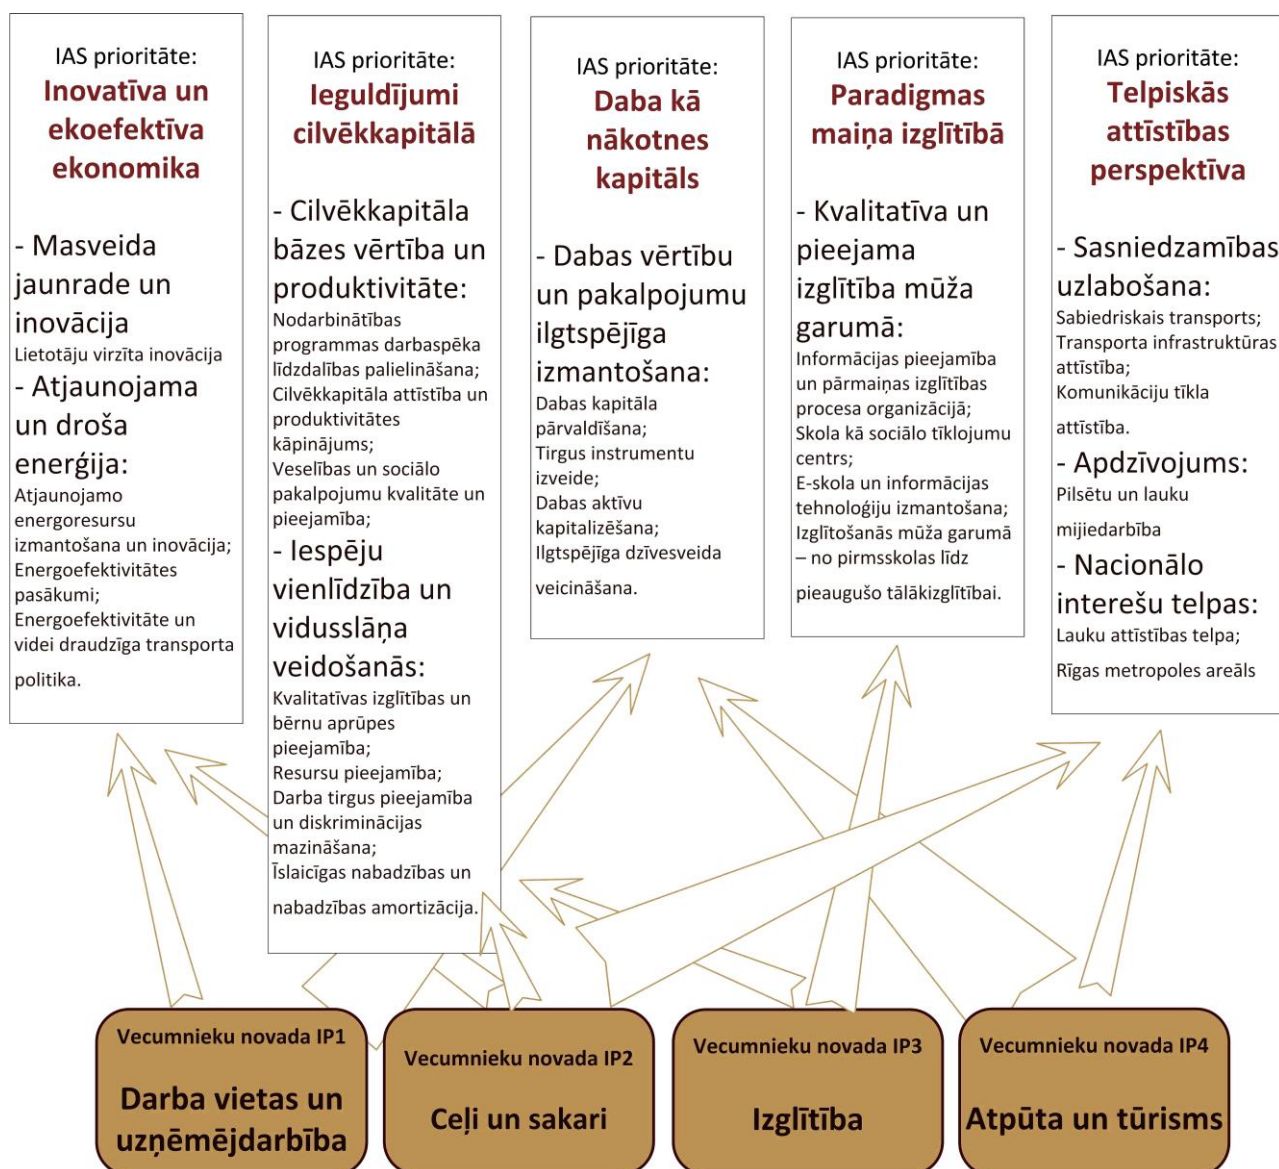 IAS prioritāte:
Inovatīva un
ekoefektīva
ekonomika
- Masveida
jaunrade un
inovācija
Lietotāju virzīta inovācija
- Atjaunojama
un droša
enerģija:
Atjaunojamo
energoresursu
izmantošana un inovācija;
Energoefektivitātes
pasākumi;
Energoefektivitāte un
videi draudzīga transporta
politika.
IAS prioritāte:
Ieguldījumi
cilvēkkapitālā
- Cilvēkkapitāla
bāzes vērtība un
produktivitāte:
Nodarbinātības
programmas darbaspēka
līdzdalības palielināšana;
Cilvēkkapitāla attīstība un
produktivitātes
kāpinājums;
Veselības un sociālo
pakalpojumu kvalitāte un
pieejamība;
- Iespēju
vienlīdzība un
vidusslāņa
veidošanās:
Kvalitatīvas izglītības un
bērnu aprūpes
pieejamība;
Resursu pieejamība;
Darba tirgus pieejamība
un diskriminācijas
mazināšana;
Īslaicīgas nabadzības un
nabadzības amortizācija.
IAS prioritāte:
Daba kā
nākotnes
kapitāls
- Dabas vērtību
un pakalpojumu
ilgtspējīga
izmantošana:
Dabas kapitāla
pārvaldīšana;
Tirgus instrumentu
izveide;
Dabas aktīvu
kapitalizēšana;
Ilgtspējīga dzīvesveida
veicināšana.
IAS prioritāte:
Paradigmas
maiņa izglītībā
- Kvalitatīva un
pieejama
izglītība mūža
garumā:
Informācijas pieejamība
un pārmaiņas izglītības
procesa organizācijā;
Skola kā sociālo tīklojumu
centrs;
E-skola un informācijas
tehnoloģiju izmantošana;
Izglītošanās mūža garumā
– no pirmsskolas līdz
pieaugušo tālākizglītībai.
IAS prioritāte:
Telpiskās
attīstības
perspektīva
- Sasniedzamības
uzlabošana:
Sabiedriskais transports;
Transporta infrastruktūras
attīstība;
Komunikāciju tīkla
attīstība.
- Apdzīvojums:
Pilsētu un lauku
mijiedarbība
- Nacionālo
interešu telpas:
Lauku attīstības telpa;
Rīgas metropoles areāls
Vecumnieku novada IP1
Darba vietas un
uzņēmējdarbība
Vecumnieku novada IP2
Ceļi un sakari
Vecumnieku novada IP3
Izglītība
Vecumnieku novada IP4
Atpūta un tūrisms